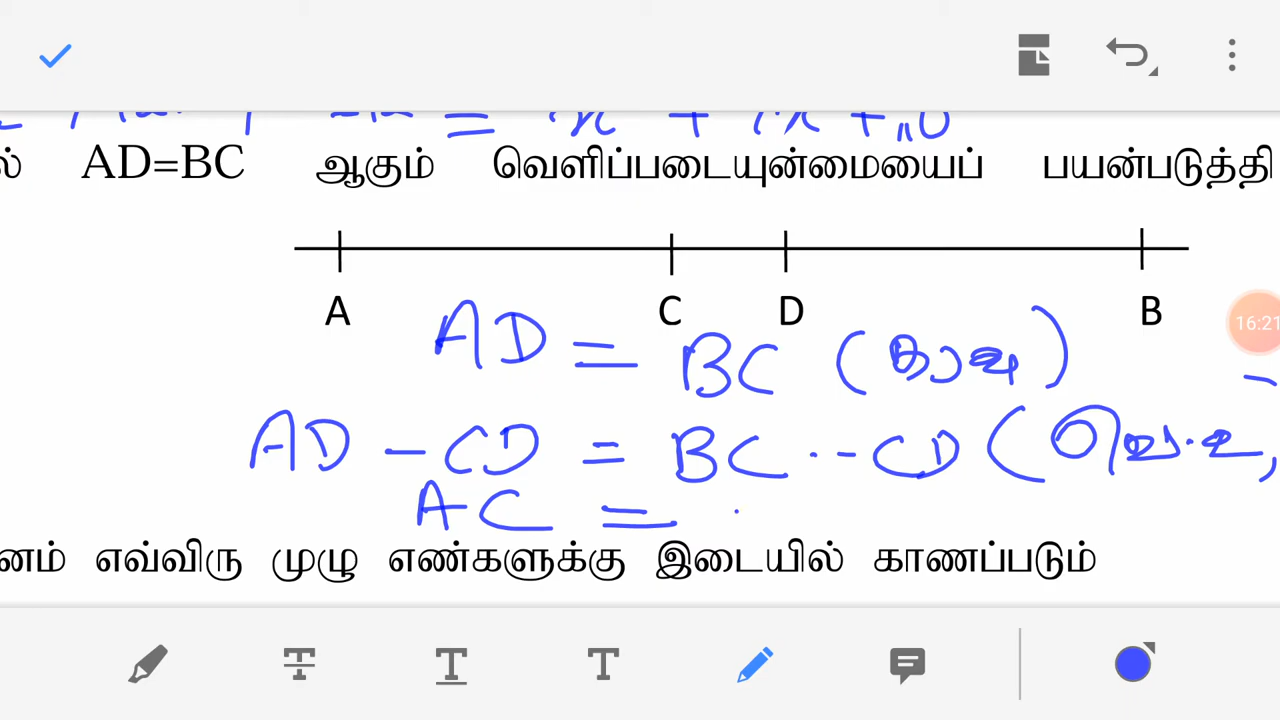 ல் AD=BC ஆகும் வெளிப்படையுன்மையைப் பயன்படுத்தி
A C D B
16:21
AD = BC
AD - CD = BC -- CD
AC =
னம் எவ்விரு முழு எண்களுக்கு இடையில் காணப்படும்
T T T